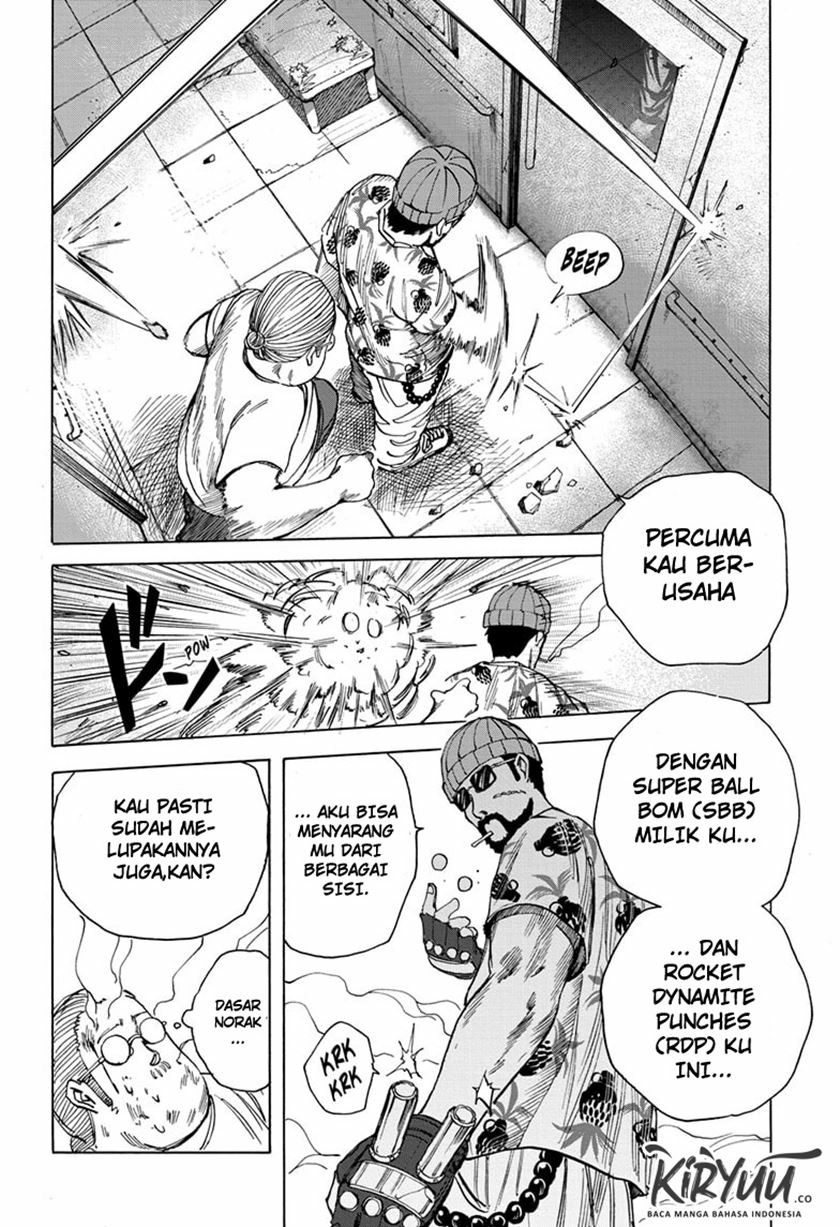 BEEP
PERCUMA
KAU BER-
USAHA
POW
ドドーン
DENGAN
SUPER BALL
BOM (SBB)
MILIK KU...
... DAN
ROCKET
DYNAMITE
PUNCHES
(RDP) KU
INI...
... AKU BISA
MENYARANG
MU DARI
BERBAGAI
SISI.
KRK
KRK
KAU PASTI
SUDAH ME-
LUPAKANNYA
JUGA,KAN?
DASAR
NORAK
...
KIRYUU.CO
BACA MANGA BAHASA INDONESIA